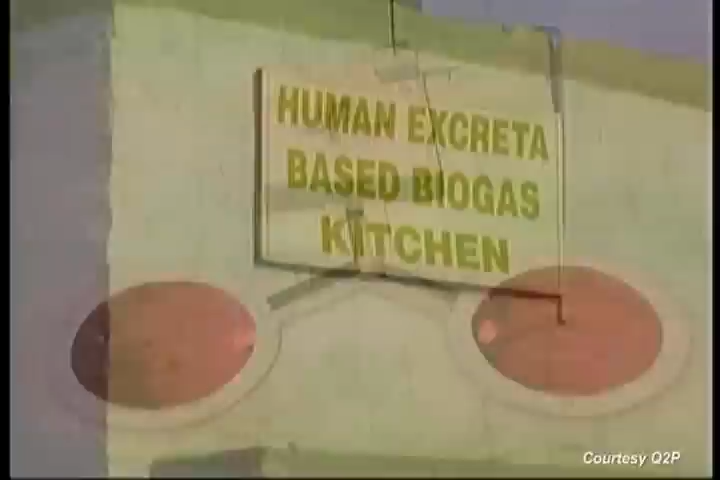 HUMAN EXCRETA
BASED BIOGAS
KITCHEN
Courtesy Q2P